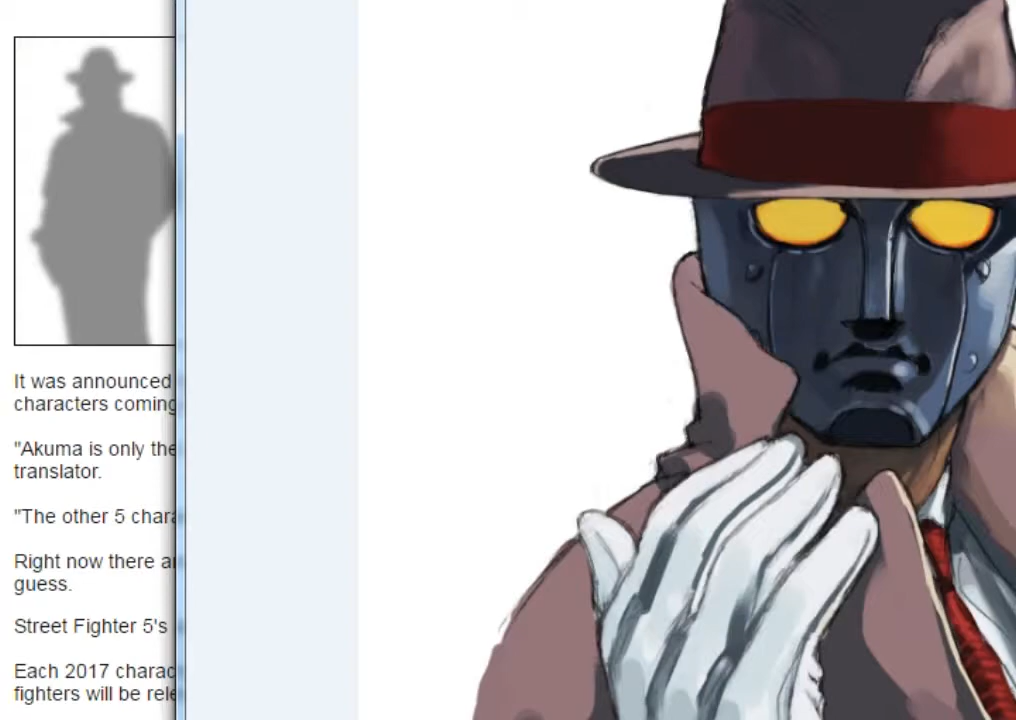 It was announced
characters coming
"Akuma is only the
translator.
"The other 5 chara
Right now there ar
guess.
Street Fighter 5's
Each 2017 charac
fighters will be rele